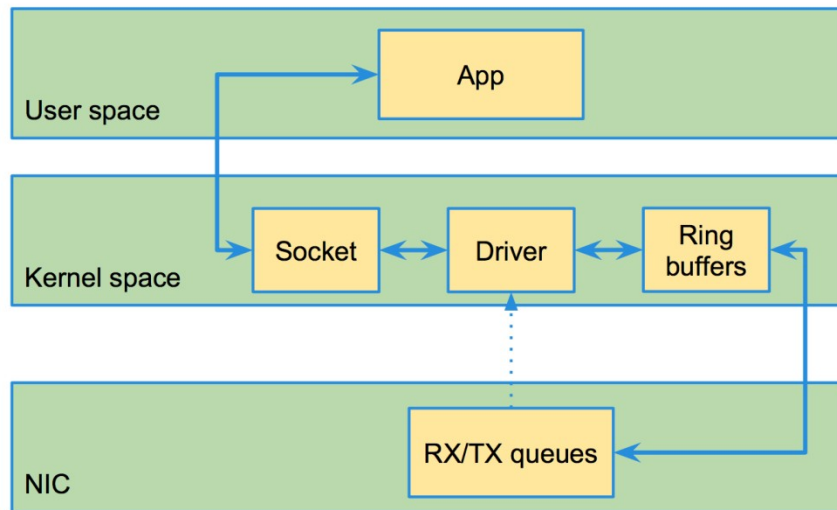 App
User space
Socket
Driver
Ring
buffers
Kernel space
RX/TX queues
NIC